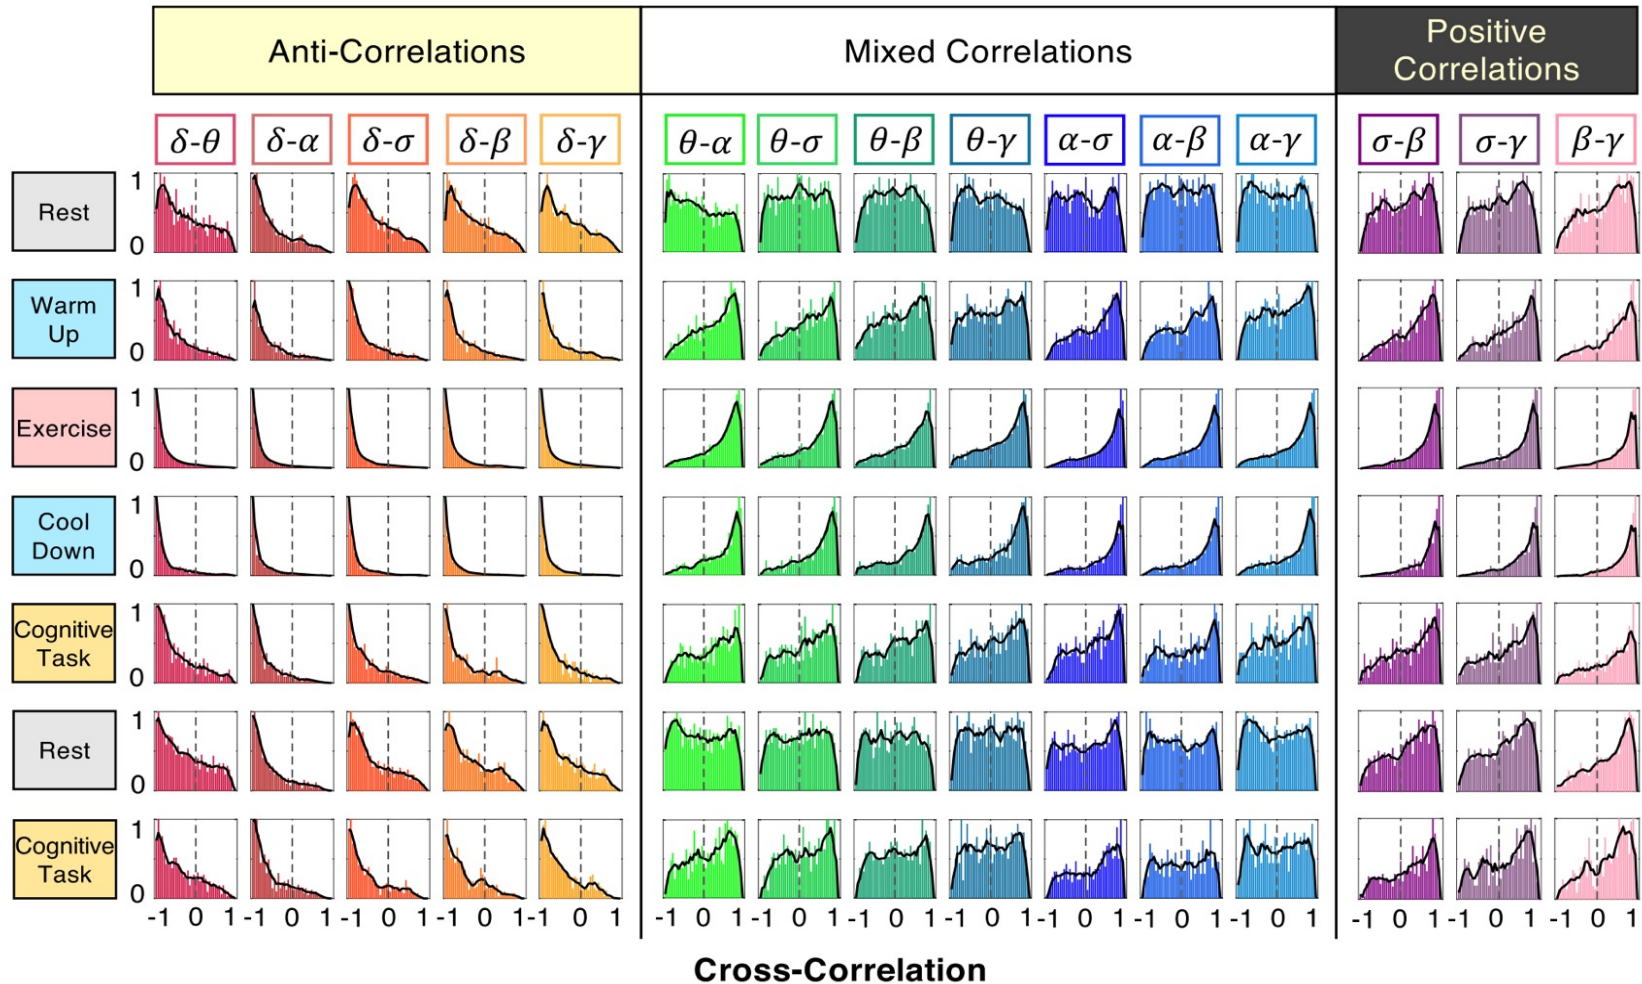 Anti-Correlations
Mixed Correlations
Positive
Correlations
δ-θ δ-α δ-σ δ-β δ-γ θ-α θ-σ θ-β θ-γ α-σ α-β α-γ σ-β σ-γ β-γ
1
Rest
0
1
Warm
Up
0
1
Exercise
0
1
Cool
Down
0
1
Cognitive
Task
0
1
Rest
0
1
Cognitive
Task
0
-1 0 1 -1 0 1 -1 0 1 -1 0 1 -1 0 1 -1 0 1 -1 0 1 -1 0 1 -1 0 1 -1 0 1 -1 0 1 -1 0 1 -1 0 1 -1 0 1 -1 0 1
Cross-Correlation